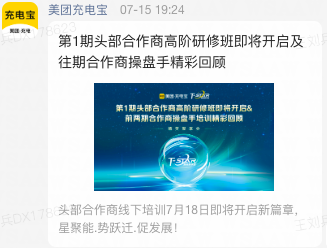 充电宝
美团·充电
美团充电宝 07-15 19:24
第1期头部合作商高阶研修班即将开启及
往期合作商操盘手精彩回顾
第1期头部合作商高阶研修班即将开启&
前两期合作商操盘手培训精彩回顾
T-STAR
头部合作商线下培训7月18日即将开启新篇章，
星聚能.势跃迁.促发展！